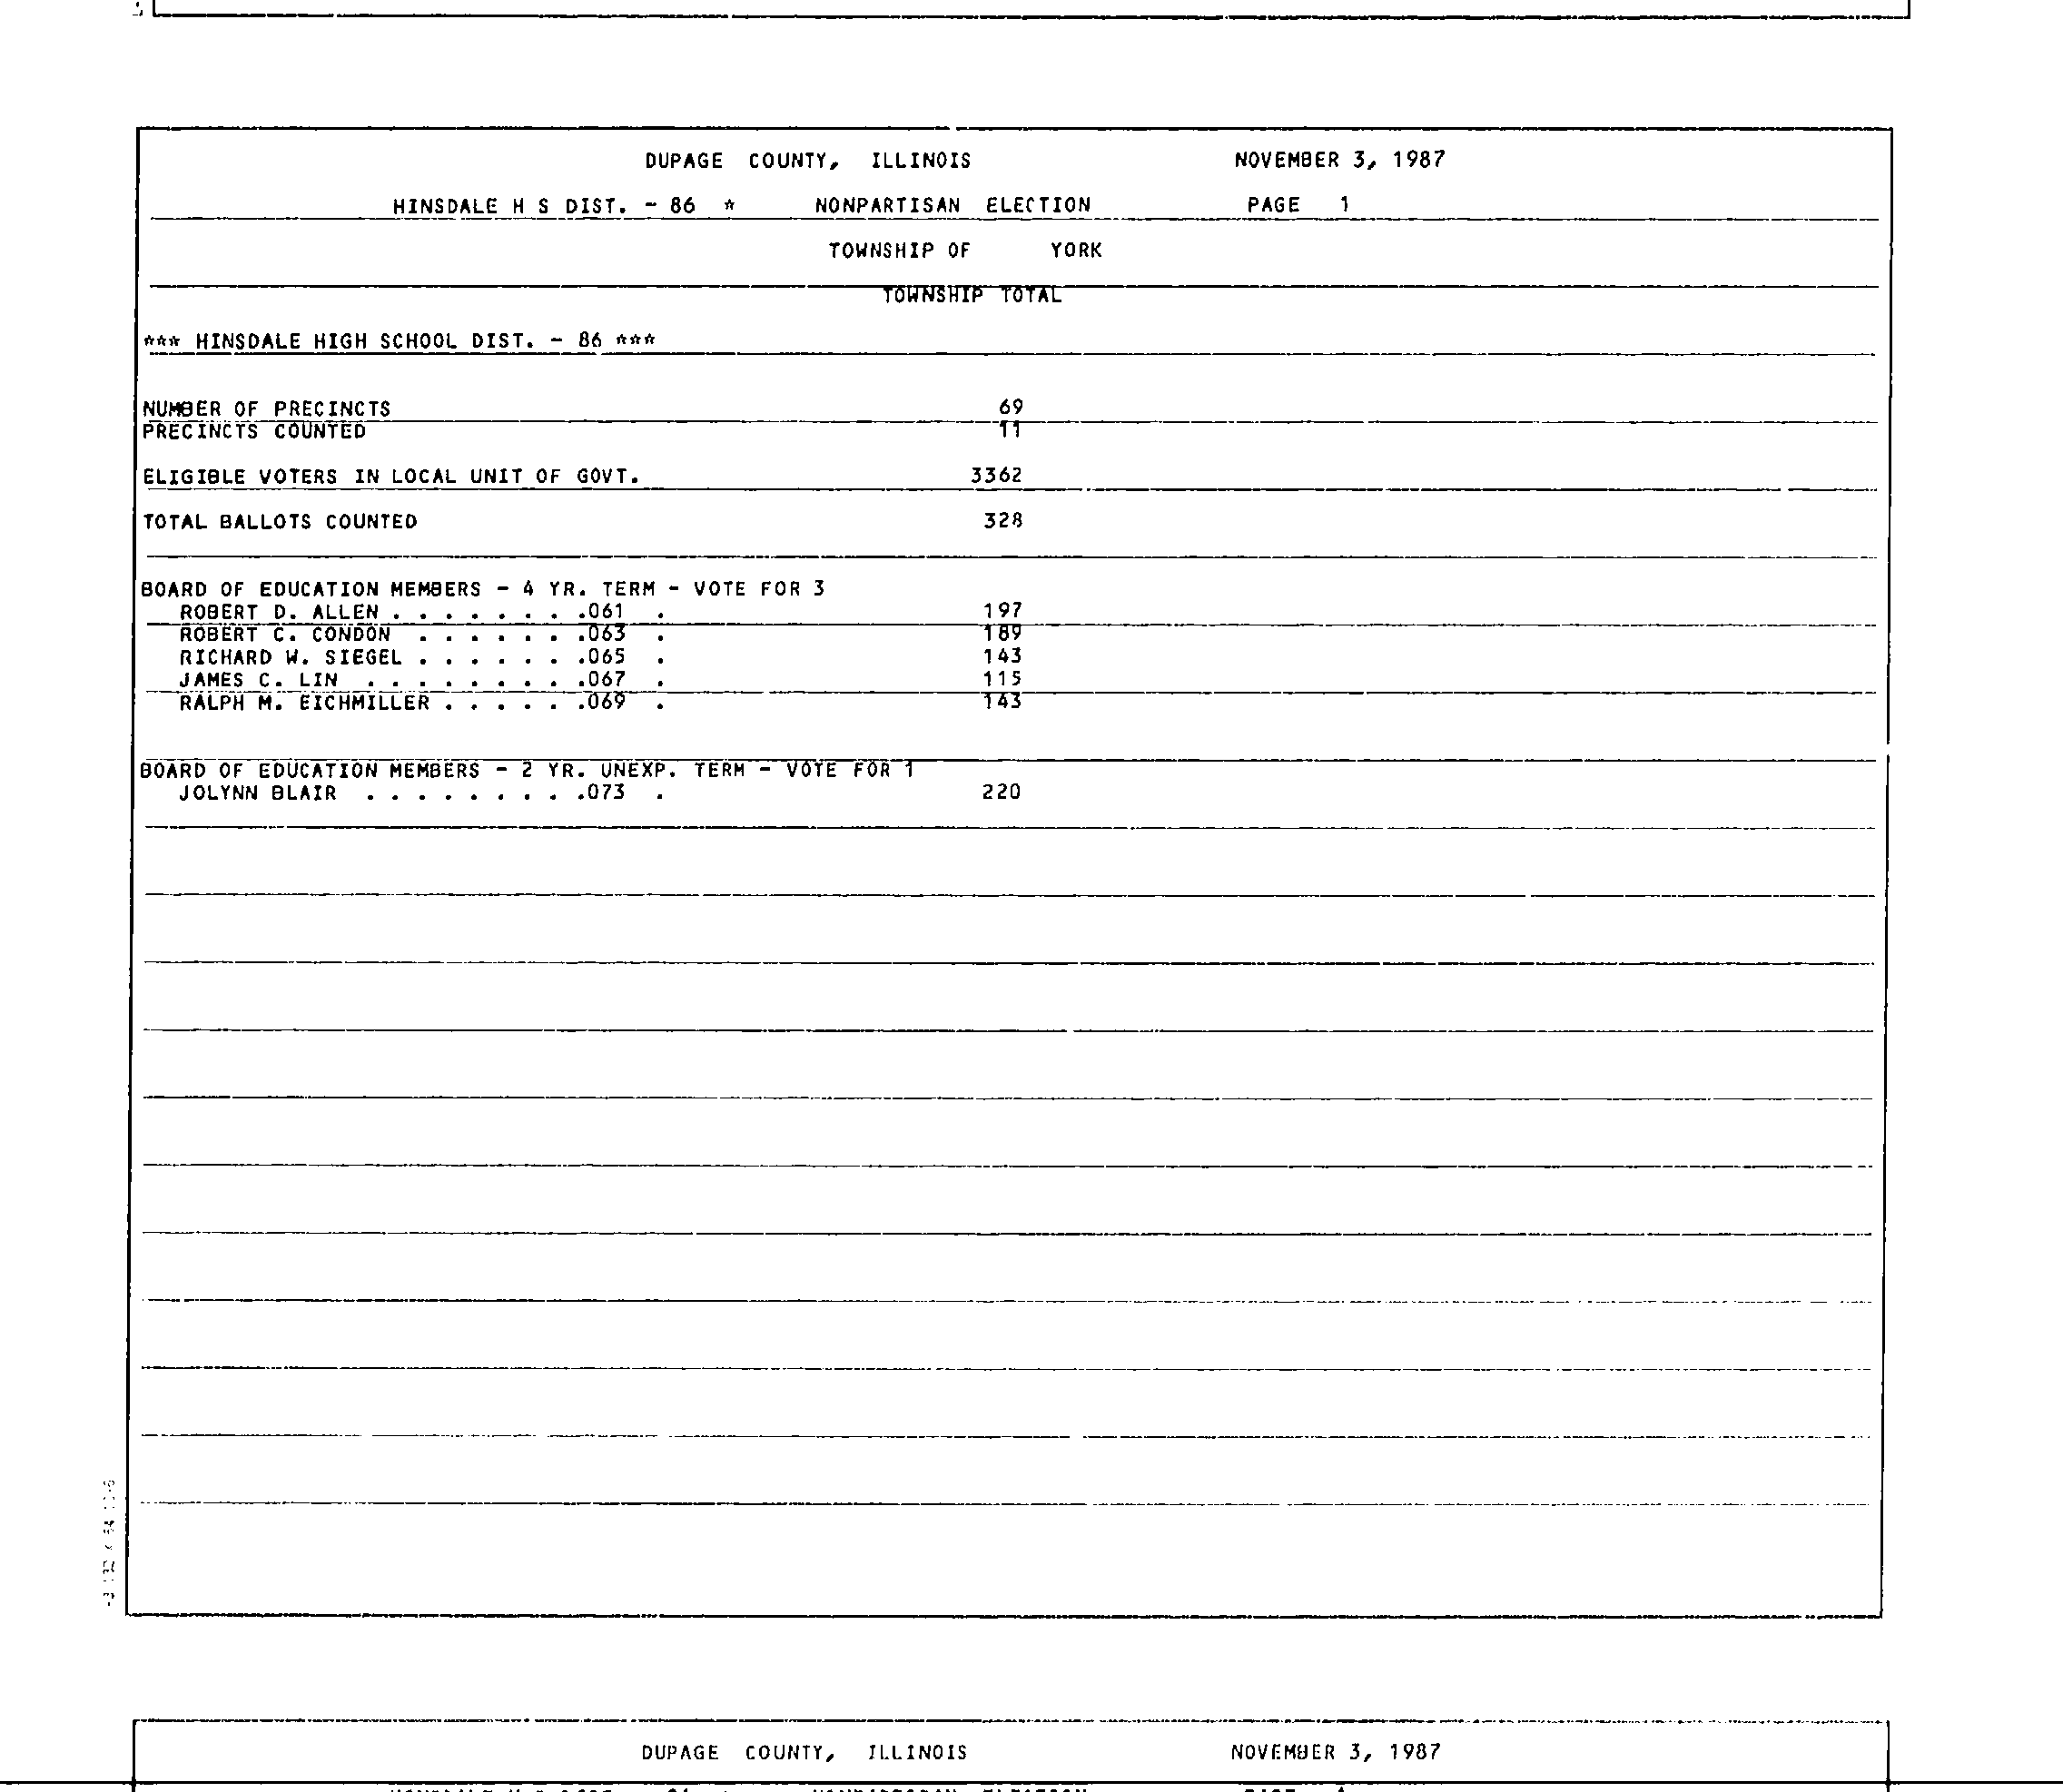 DUPAGE COUNTY, ILLINOIS NOVEMBER 3, 1987
HINSDALE H S DIST. - 86 * NONPARTISAN ELECTION PAGE 1
TOWNSHIP OF YORK
TOWNSHIP TOTAL
*** HINSDALE HIGH SCHOOL DIST. - 86 ***
NUMBER OF PRECINCTS 69
PRECINCTS COUNTED 11
ELIGIBLE VOTERS IN LOCAL UNIT OF GOVT. 3362
TOTAL BALLOTS COUNTED 328
BOARD OF EDUCATION MEMBERS - 4 YR. TERM - VOTE FOR 3
ROBERT D. ALLEN . . . . . . . .061 . 197
ROBERT C. CONDON . . . . . . .063 . 189
RICHARD W. SIEGEL . . . . . . .065 . 143
JAMES C. LIN . . . . . . . . .067 . 115
RALPH M. EICHMILLER . . . . . .069 . 143
BOARD OF EDUCATION MEMBERS - 2 YR. UNEXP. TERM - VOTE FOR 1
JOLYNN BLAIR . . . . . . . . .073 . 220
DUPAGE COUNTY, ILLINOIS NOVEMBER 3, 1987